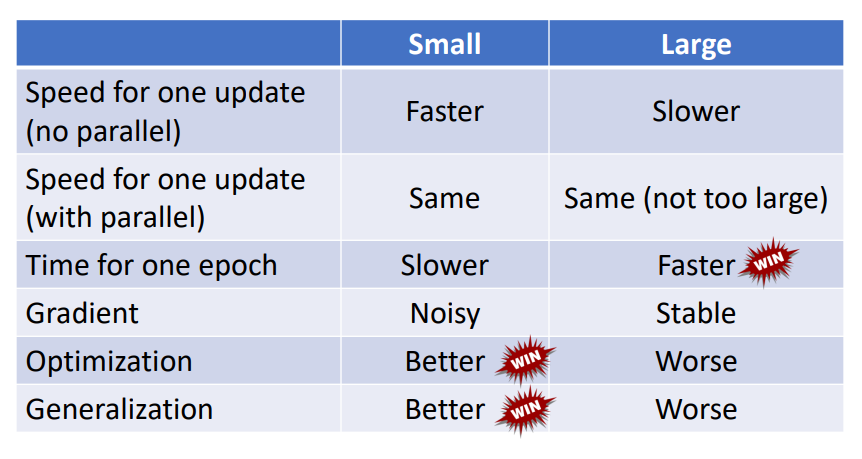 Small Large
Speed for one update
(no parallel)
Faster Slower
Speed for one update
(with parallel)
Same Same (not too large)
Time for one epoch Slower Faster WIN
Gradient Noisy Stable
Optimization Better WIN Worse
Generalization Better WIN Worse